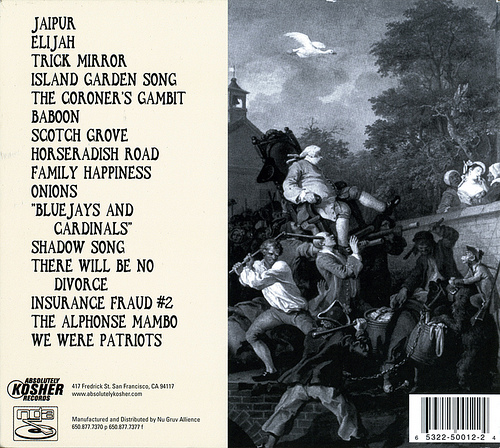 JAIPUR
ELIJAH
TRICK MIRROR
ISLAND GARDEN SONG
THE CORONER'S GAMBIT
BABOON
SCOTCH GROVE
HORSERADISH ROAD
FAMILY HAPPINESS
ONIONS
"BLUEJAYS AND
CARDINALS"
SHADOW SONG
THERE WILL BE NO
DIVORCE
INSURANCE FRAUD #2
THE ALPHONSE MAMBO
WE WERE PATRIOTS
ABSOLUTELY
KOSHER
RECORDS
417 Fredrick St. San Francisco, CA 94117
www.absolutelykosher.com
Manufactured and Distributed by Nu Gruv Alliance
650.877.7370 p 650.877.7377 f
6 5322-50012-2 4